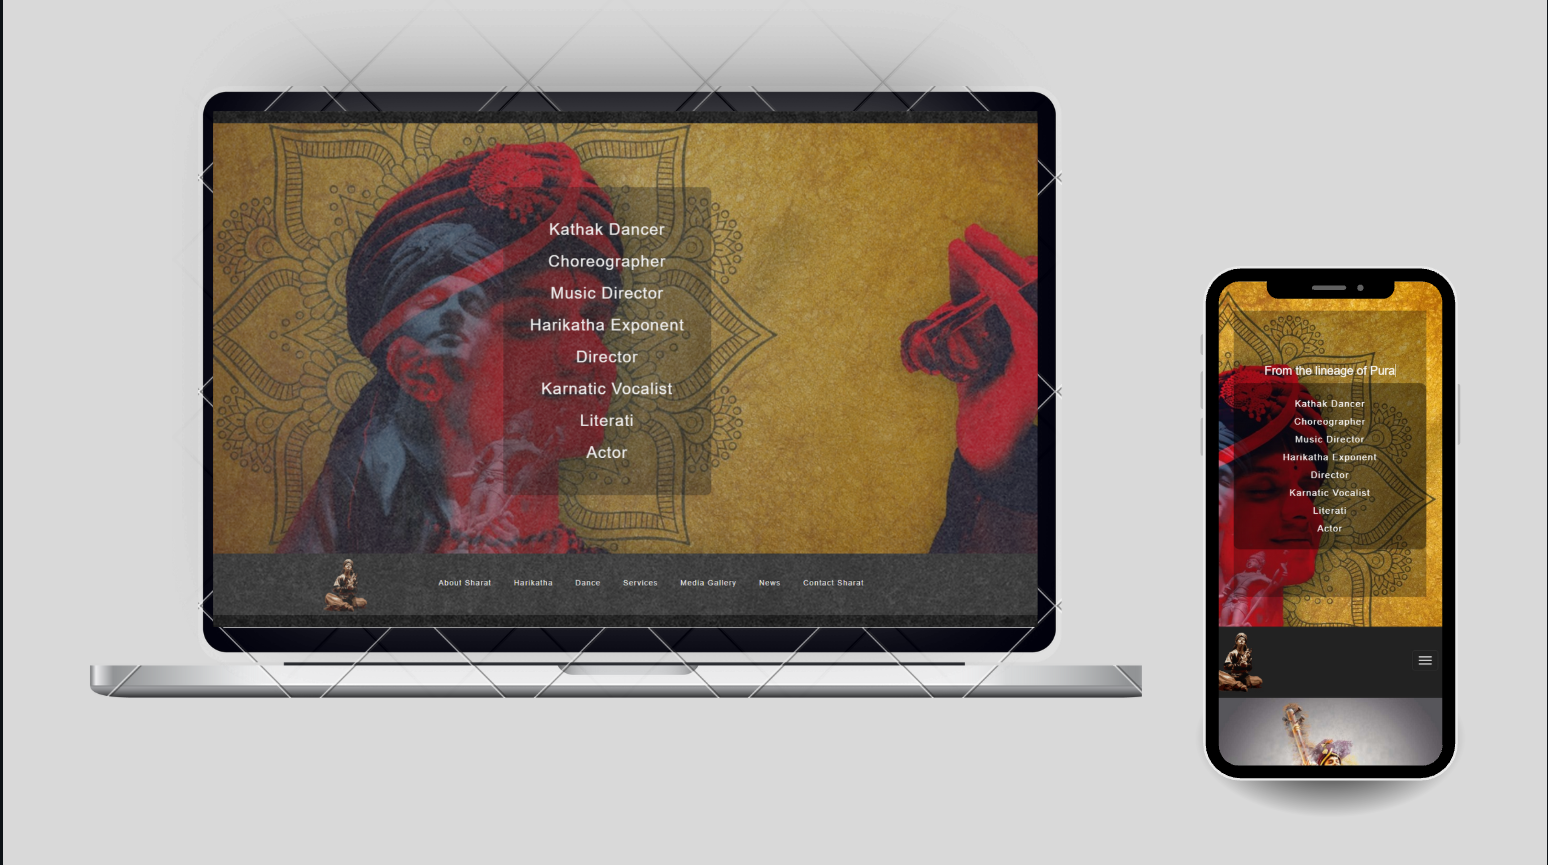 Kathak Dancer
Choreographer
Music Director
Harikatha Exponent
Director
Karnatic Vocalist
Literati
Actor
About Sharat Harikatha Dance Services Media Gallery News Contact Sharat
From the lineage of Pura
Kathak Dancer
Choreographer
Music Director
Harikatha Exponent
Director
Karnatic Vocalist
Literati
Actor